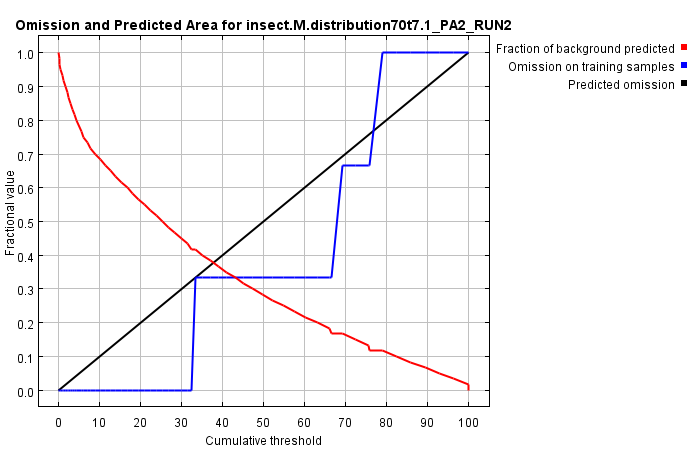 Omission and Predicted Area for insect.M.distribution70t7.1_PA2_RUN2
Fraction of background predicted
Omission on training samples
Predicted omission
Fractional value
1.0
0.9
0.8
0.7
0.6
0.5
0.4
0.3
0.2
0.1
0.0
0 10 20 30 40 50 60 70 80 90 100
Cumulative threshold